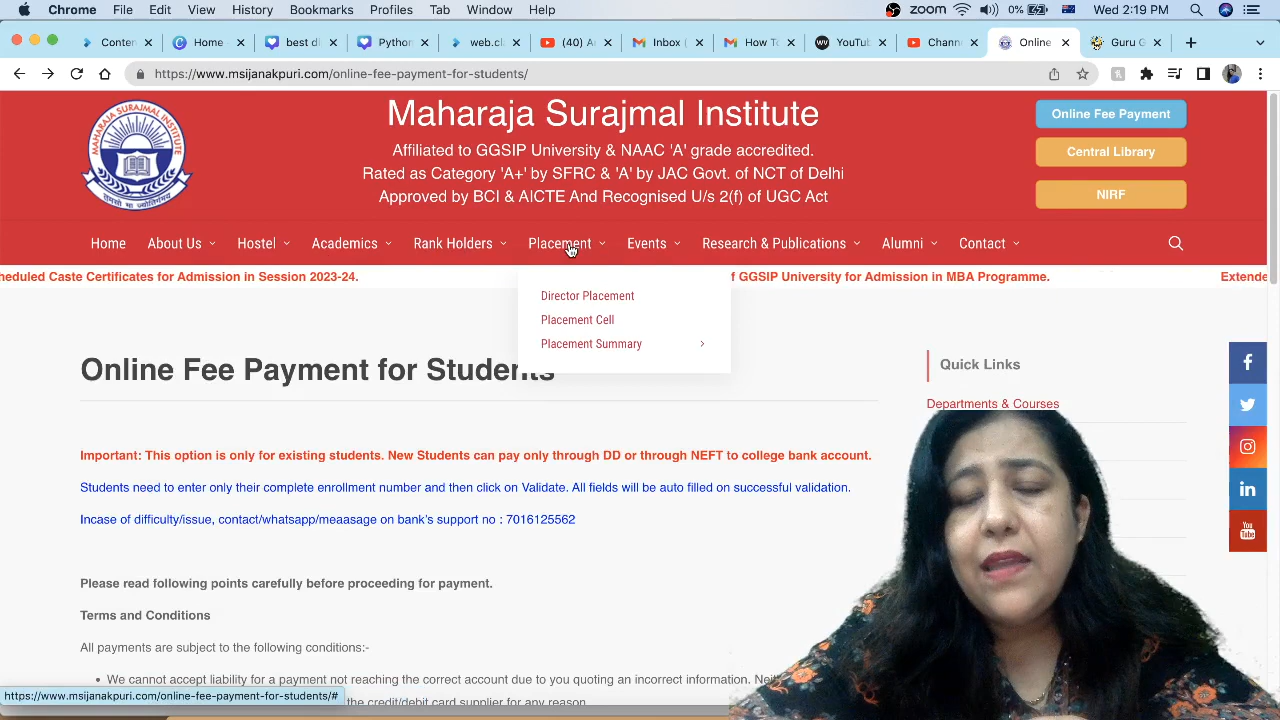 Chrome File Edit View History Bookmarks Profiles Tab Window Help
zoom 0% Wed 2:19 PM
Conten
Home
best dl
Python
web.cl
(40) A
Inbox (
How To
YouTub
Chann
Online
Guru G
https://www.msijanakpuri.com/online-fee-payment-for-students/
Maharaja Surajmal Institute
Affiliated to GGSIP University & NAAC 'A' grade accredited.
Rated as Category 'A+' by SFRC & 'A' by JAC Govt. of NCT of Delhi
Approved by BCI & AICTE And Recognised U/s 2(f) of UGC Act
MAHARAJA SURAJMAL INSTITUTE
Online Fee Payment
Central Library
NIRF
Home About Us Hostel Academics Rank Holders Placement Events Research & Publications Alumni Contact
heduled Caste Certificates for Admission in Session 2023-24.
f GGSIP University for Admission in MBA Programme.
Extende
Director Placement
Placement Cell
Placement Summary
Online Fee Payment for Students
Quick Links
Departments & Courses
Important: This option is only for existing students. New Students can pay only through DD or through NEFT to college bank account.
Students need to enter only their complete enrollment number and then click on Validate. All fields will be auto filled on successful validation.
Incase of difficulty/issue, contact/whatsapp/meaasage on bank's support no : 7016125562
Please read following points carefully before proceeding for payment.
Terms and Conditions
All payments are subject to the following conditions:-
We cannot accept liability for a payment not reaching the correct account due to you quoting an incorrect information. Nei
the credit/debit card supplier for any reason
https://www.msijanakpuri.com/online-fee-payment-for-students/#
You
Tube